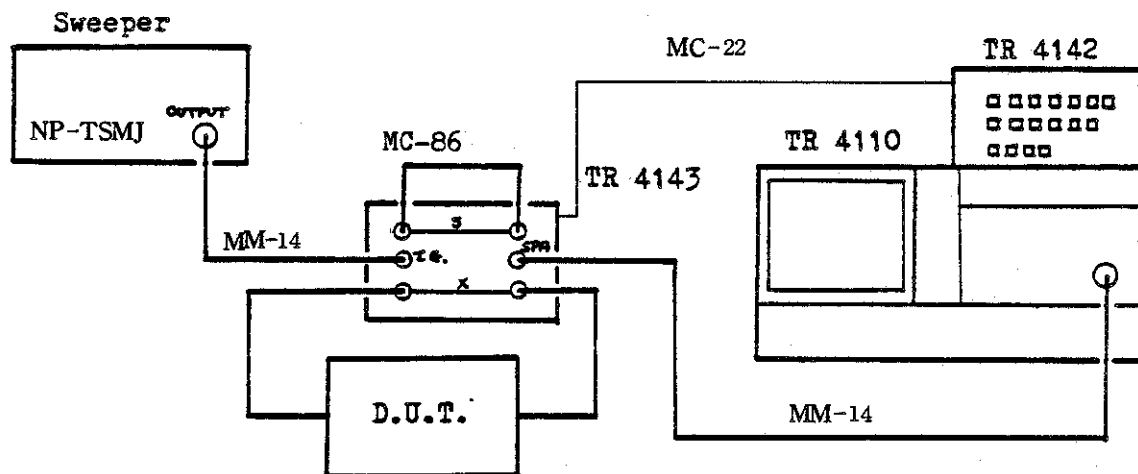 Sweeper
MC-22
TR 4142
OUTPUT
NP-TSMJ
MC-86
TR 4110
TR 4143
S
MM-14
T.G.
SPA
X
D.U.T.
MM-14